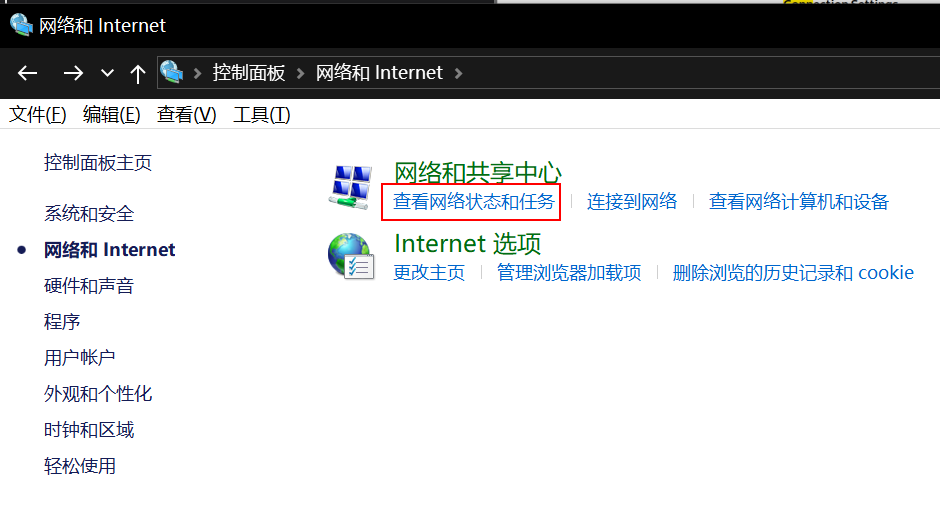 网络和 Internet
控制面板 网络和 Internet
文件(F) 编辑(E) 查看(V) 工具(T)
控制面板主页
系统和安全
网络和 Internet
硬件和声音
程序
用户帐户
外观和个性化
时钟和区域
轻松使用
网络和共享中心
查看网络状态和任务 连接到网络 查看网络计算机和设备
Internet 选项
更改主页 管理浏览器加载项 删除浏览的历史记录和 cookie